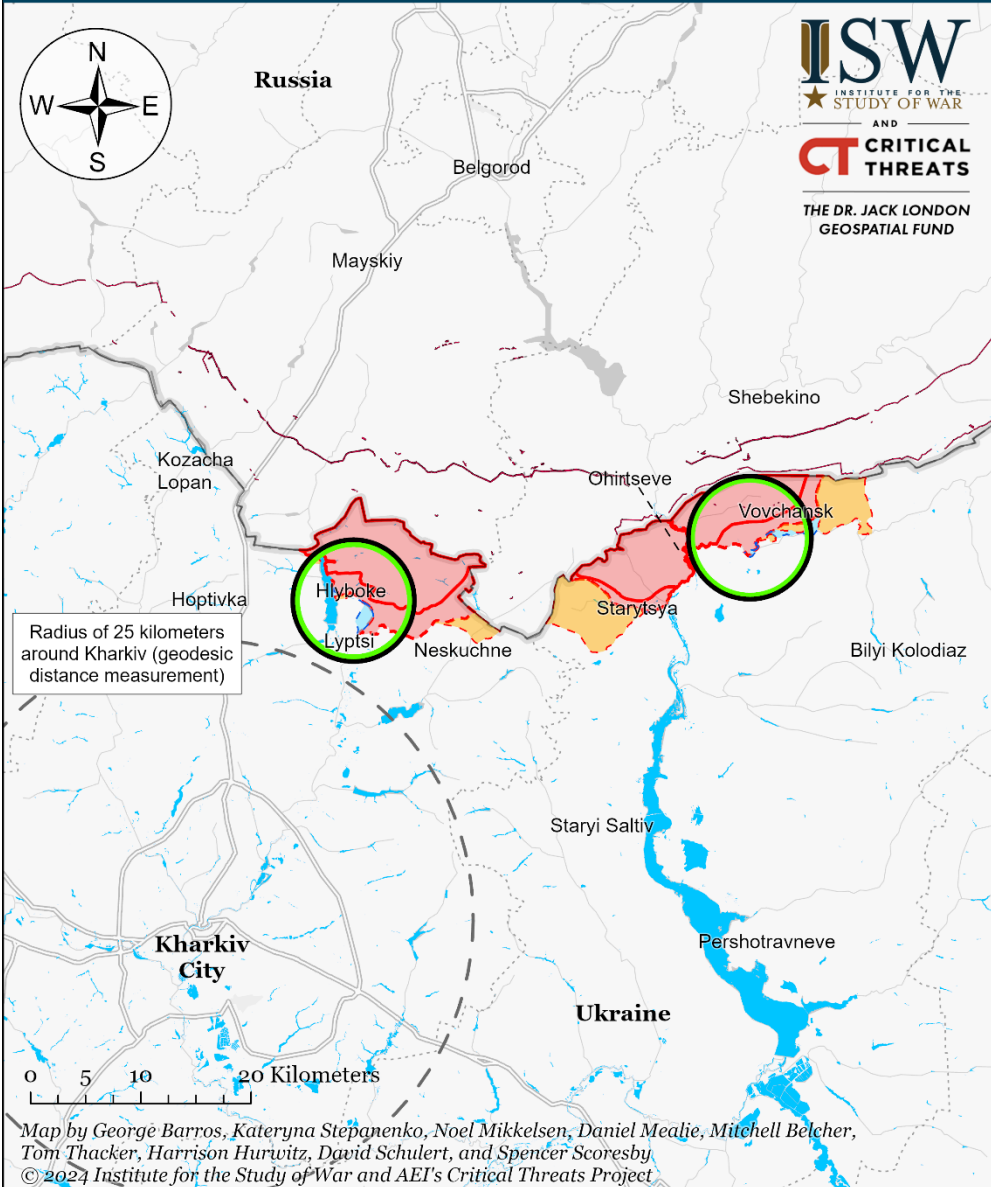 N
W
E
S
Russia
ISW
INSTITUTE FOR THE
STUDY OF WAR
AND
CT CRITICAL
THREATS
THE DR. JACK LONDON
GEOSPATIAL FUND
Belgorod
Mayskiy
Shebekino
Kozacha
Lopan
Ohirtseve
Vovchansk
Hoptivka
Hlyboke
Starytsya
Radius of 25 kilometers
around Kharkiv (geodesic
distance measurement)
Lyptsi
Neskuchne
Bilyi Kolodiaz
Staryi Saltiv
Kharkiv
City
Pershotravneve
Ukraine
0 5 10 20 Kilometers
Map by George Barros, Kateryna Stepanenko, Noel Mikkelsen, Daniel Mealie, Mitchell Belcher,
Tom Thacker, Harrison Hurwitz, David Schulert, and Spencer Scoresby
© 2024 Institute for the Study of War and AEI's Critical Threats Project